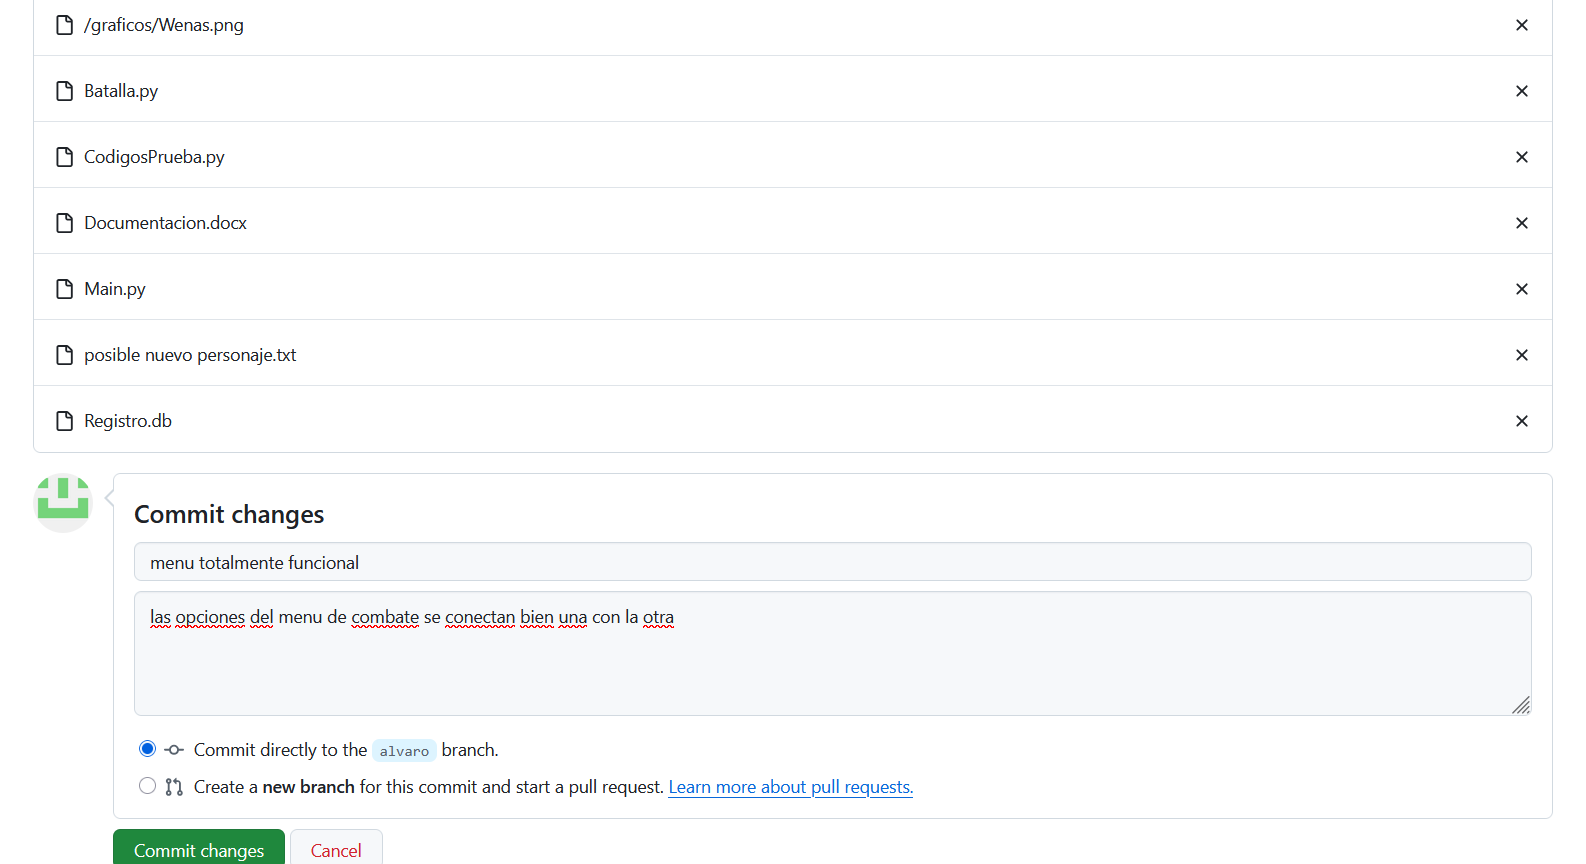 /graficos/Wenas.png
Batalla.py
CodigosPrueba.py
Documentacion.docx
Main.py
posible nuevo personaje.txt
Registro.db
Commit changes
menu totalmente funcional
las opciones del menu de combate se conectan bien una con la otra
Commit directly to the alvaro branch.
Create a new branch for this commit and start a pull request. Learn more about pull requests.
Commit changes Cancel